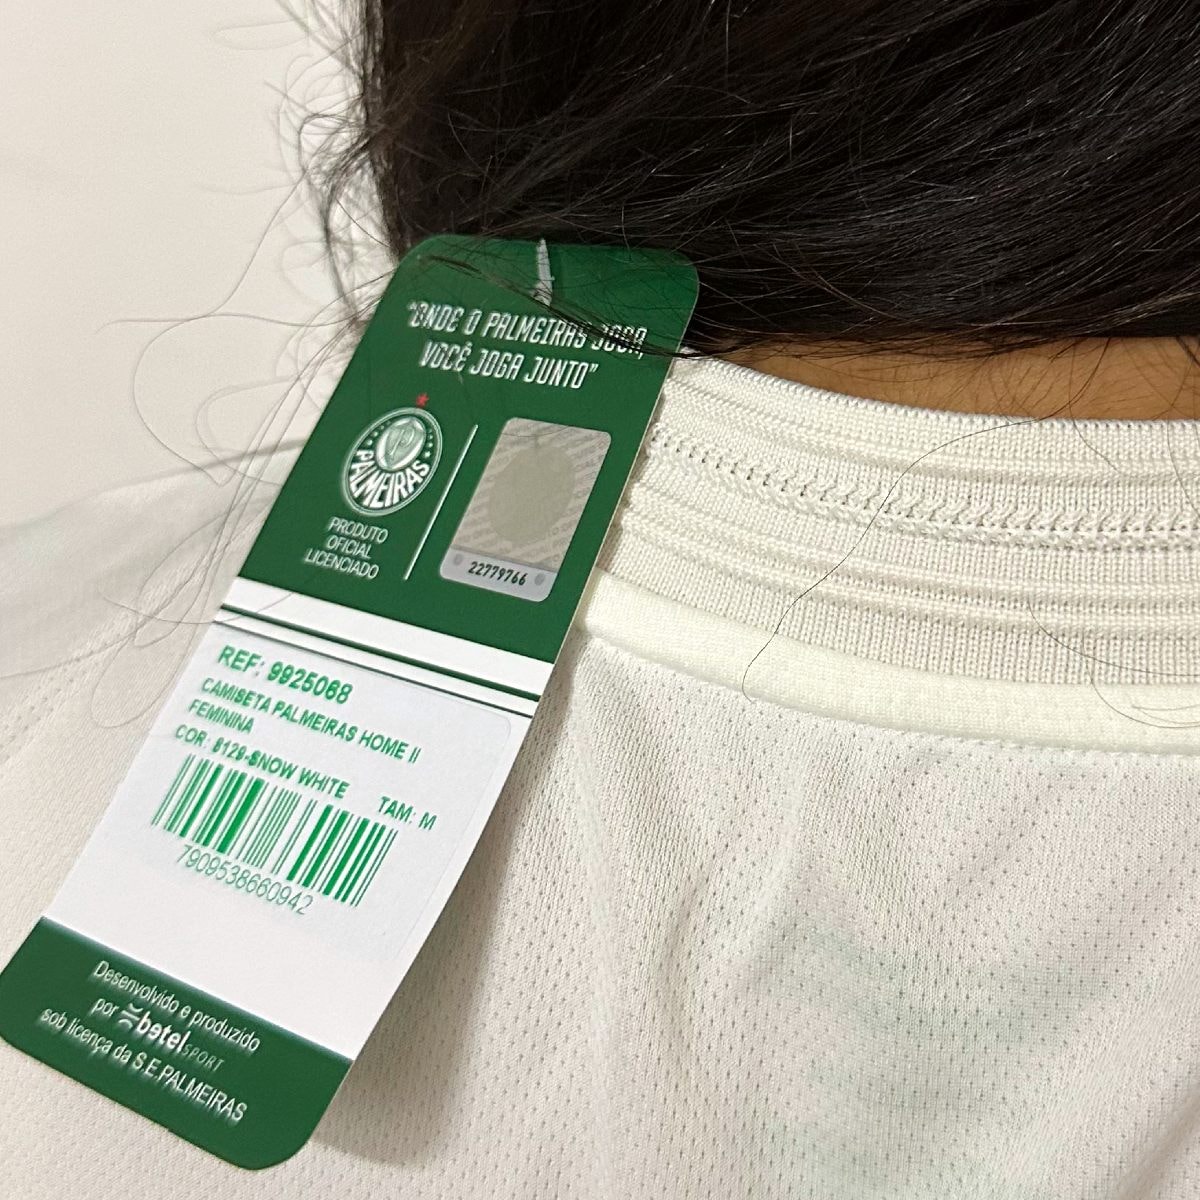 "ONDE O PALMEIRAS JOGA,
VOCÊ JOGA JUNTO"
P
PALMEIRAS
PRODUTO
OFICIAL
LICENCIADO
22779766
REF: 9925068
CAMISETA PALMEIRAS HOME II
FEMININA
COR: 8129-SNOW WHITE
TAM: M
7909538660942
Desenvolvido e produzido
por betel SPORT
sob licença da S.E.PALMEIRAS